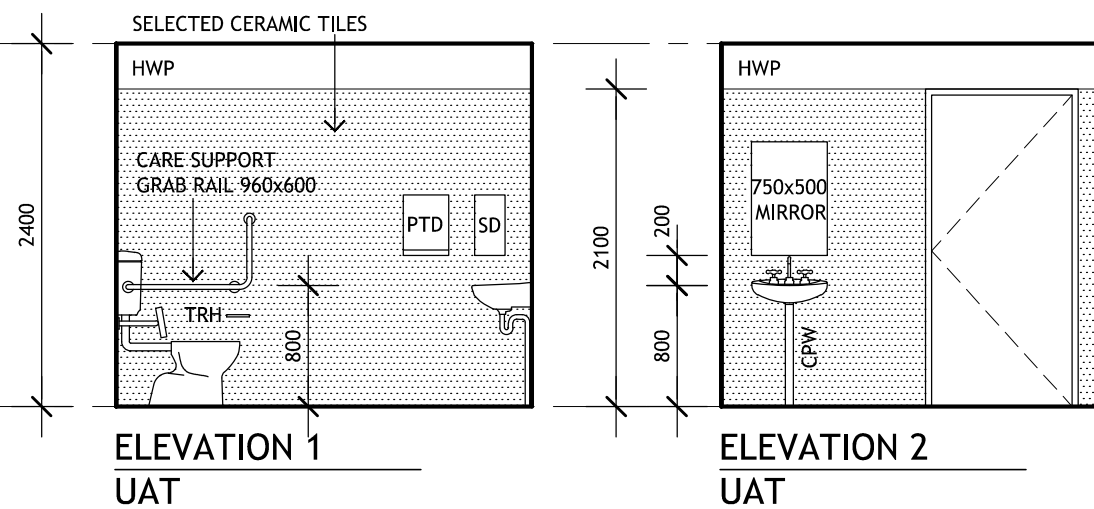 SELECTED CERAMIC TILES
HWP
CARE SUPPORT
GRAB RAIL 960x600
PTD
SD
TRH
2400
800
ELEVATION 1
UAT
HWP
750x500
MIRROR
2100
200
800
CPW
ELEVATION 2
UAT